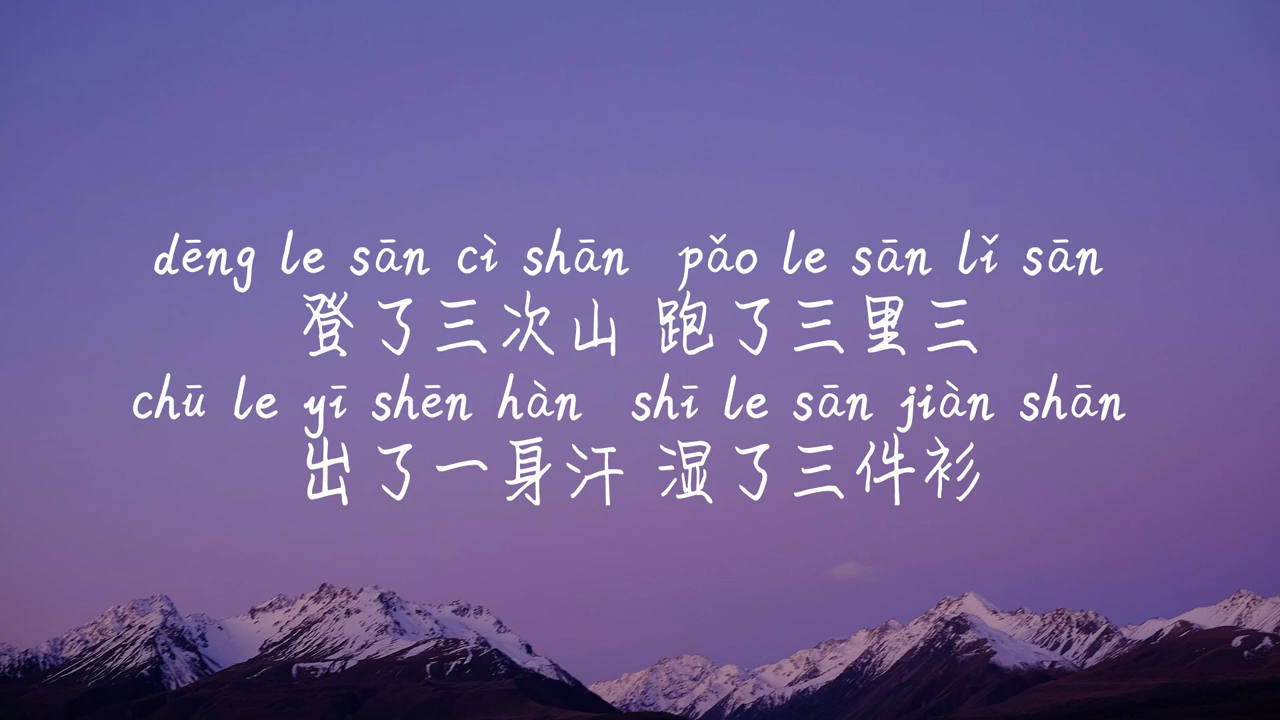 dēng le sān cì shān pǎo le sān lǐ sān
登了三次山 跑了三里三
chū le yī shēn hàn shī le sān jiàn shān
出了一身汗 湿了三件衫